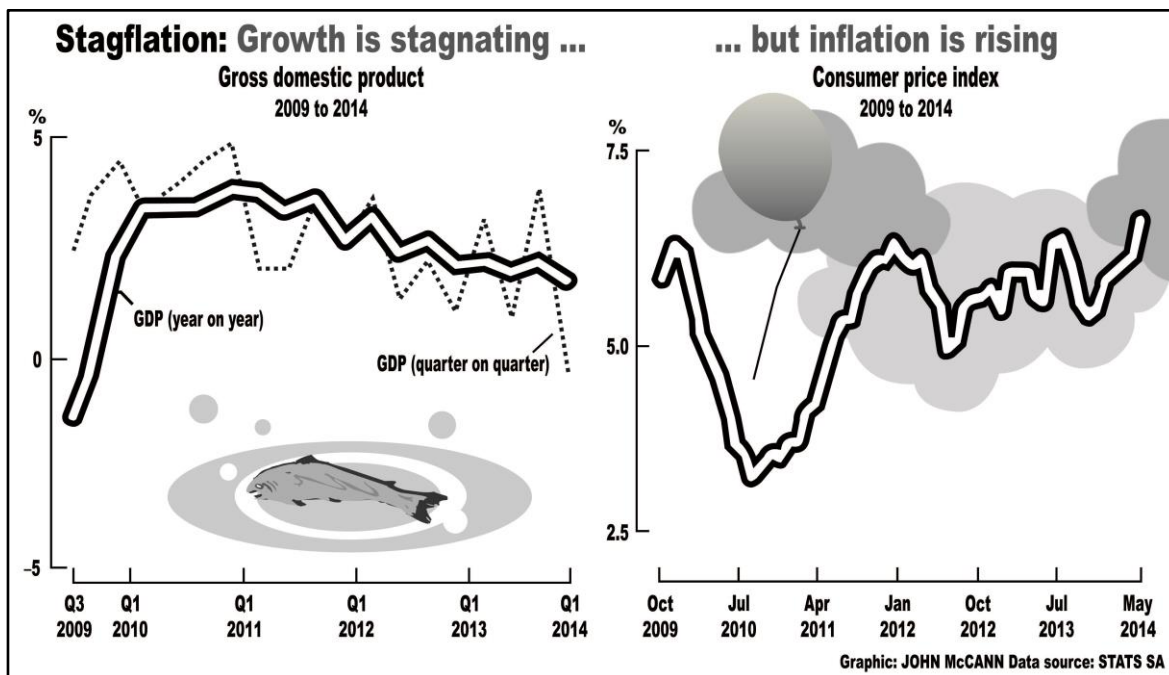 Stagflation: Growth is stagnating ...
Gross domestic product
2009 to 2014
%
5
0
–5
GDP (year on year)
GDP (quarter on quarter)
Q3 Q1 Q1 Q1 Q1 Q1
2009 2010 2011 2012 2013 2014
... but inflation is rising
Consumer price index
2009 to 2014
%
7.5
5.0
2.5
Oct Jul Apr Jan Oct Jul May
2009 2010 2011 2012 2012 2013 2014
Graphic: JOHN McCANN Data source: STATS SA